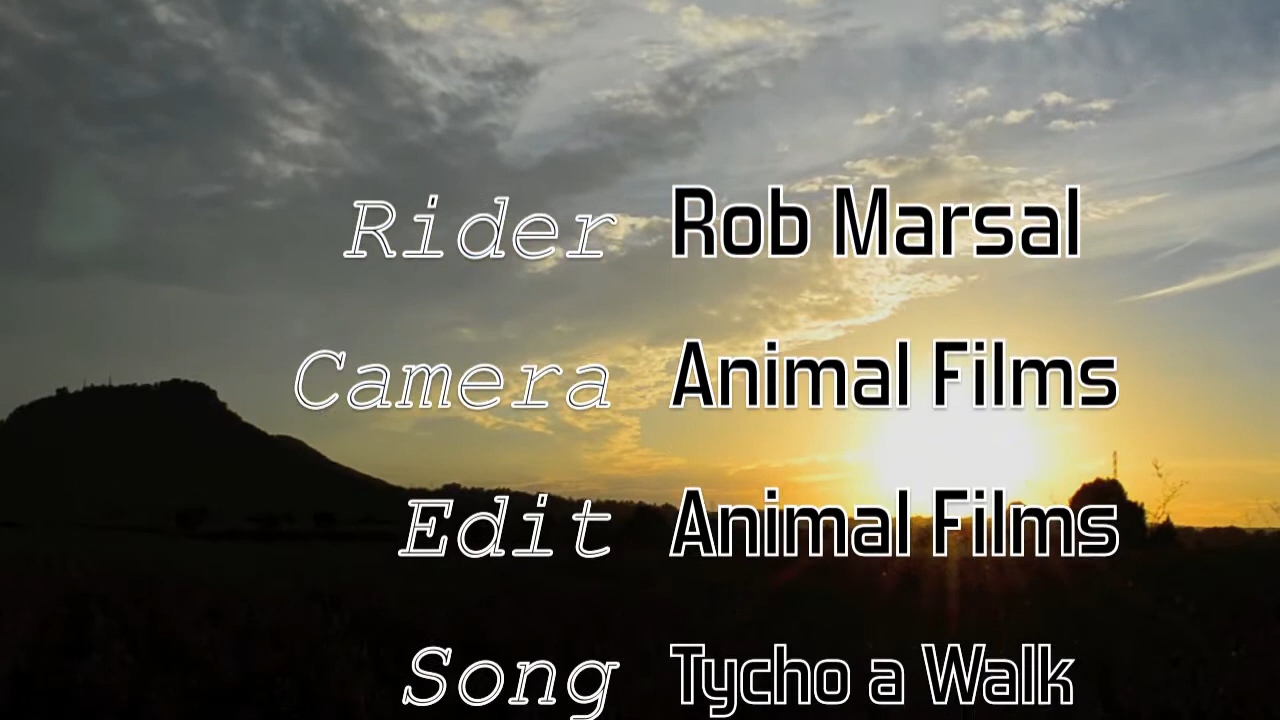 Rider Rob Marsal
Camera Animal Films
Edit Animal Films
Song Tycho a Walk